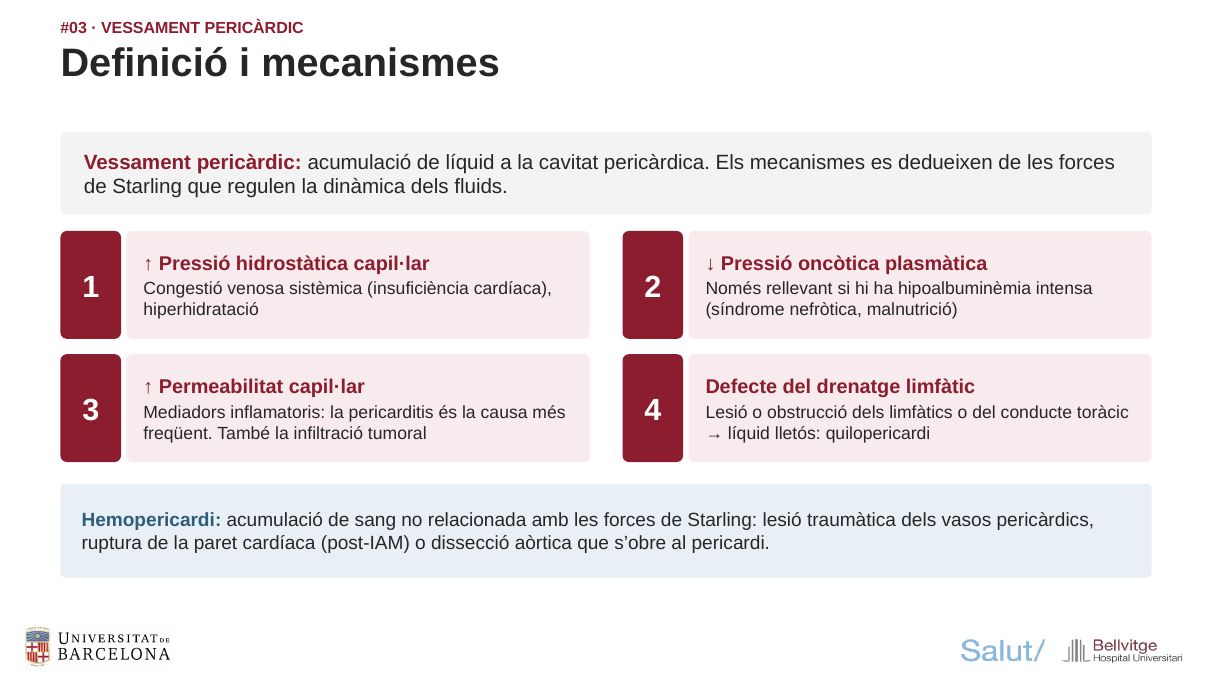 #03 · VESSAMENT PERICÀRDIC
Definició i mecanismes
Vessament pericàrdic: acumulació de líquid a la cavitat pericàrdica. Els mecanismes es dedueixen de les forces
de Starling que regulen la dinàmica dels fluids.
1
↑ Pressió hidrostàtica capil·lar
Congestió venosa sistèmica (insuficiència cardíaca),
hiperhidratació
2
↓ Pressió oncòtica plasmàtica
Només rellevant si hi ha hipoalbuminèmia intensa
(síndrome nefròtica, malnutrició)
3
↑ Permeabilitat capil·lar
Mediadors inflamatoris: la pericarditis és la causa més
freqüent. També la infiltració tumoral
4
Defecte del drenatge limfàtic
Lesió o obstrucció dels limfàtics o del conducte toràcic
→ líquid lletós: quilopericardi
Hemopericardi: acumulació de sang no relacionada amb les forces de Starling: lesió traumàtica dels vasos pericàrdics,
ruptura de la paret cardíaca (post-IAM) o dissecció aòrtica que s’obre al pericardi.
UNIVERSITAT DE
BARCELONA
Salut/
Bellvitge
Hospital Universitari